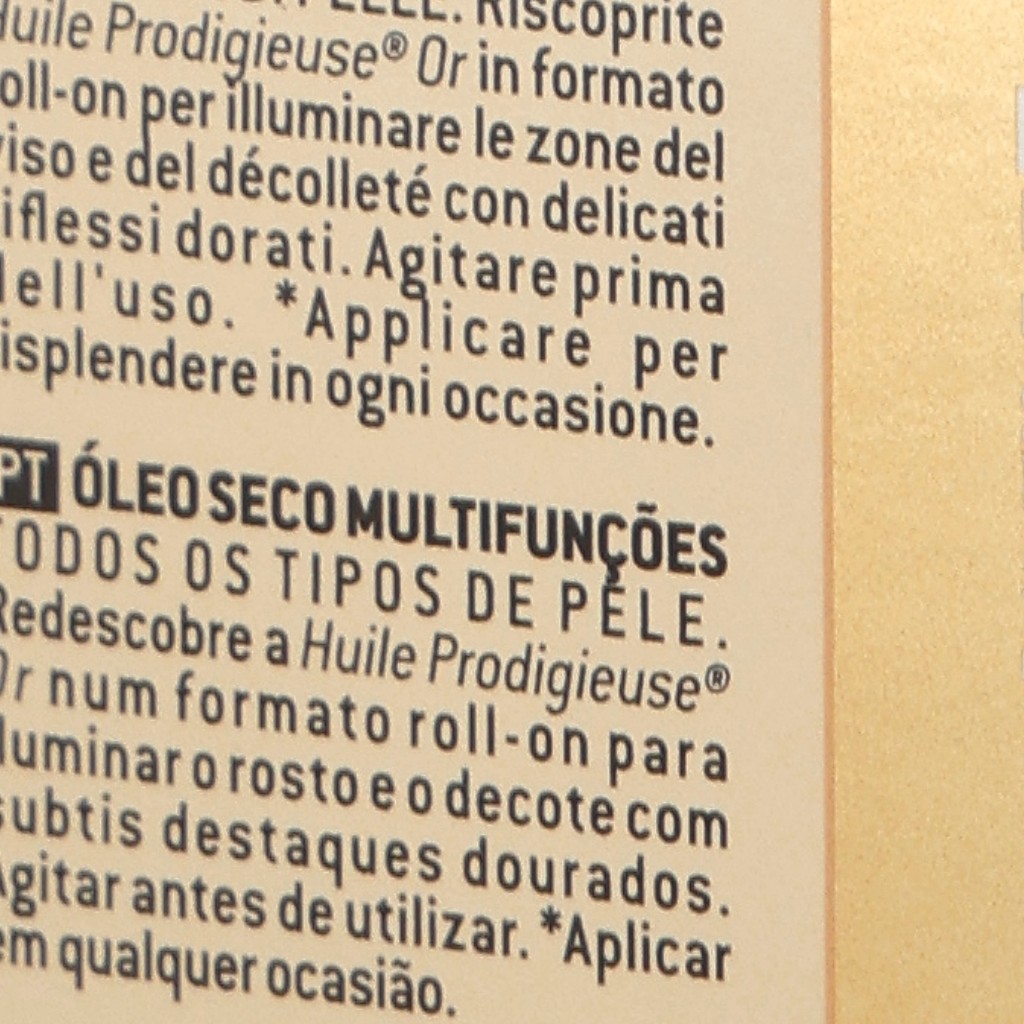 PELLE. Riscoprite
Huile Prodigieuse® Or in formato
roll-on per illuminare le zone del
viso e del décolleté con delicati
riflessi dorati. Agitare prima
dell'uso. *Applicare per
risplendere in ogni occasione.
PT ÓLEO SECO MULTIFUNÇÕES
TODOS OS TIPOS DE PELE.
Redescobre a Huile Prodigieuse®
Or num formato roll-on para
iluminar o rosto e o decote com
subtis destaques dourados.
Agitar antes de utilizar. *Aplicar
em qualquer ocasião.